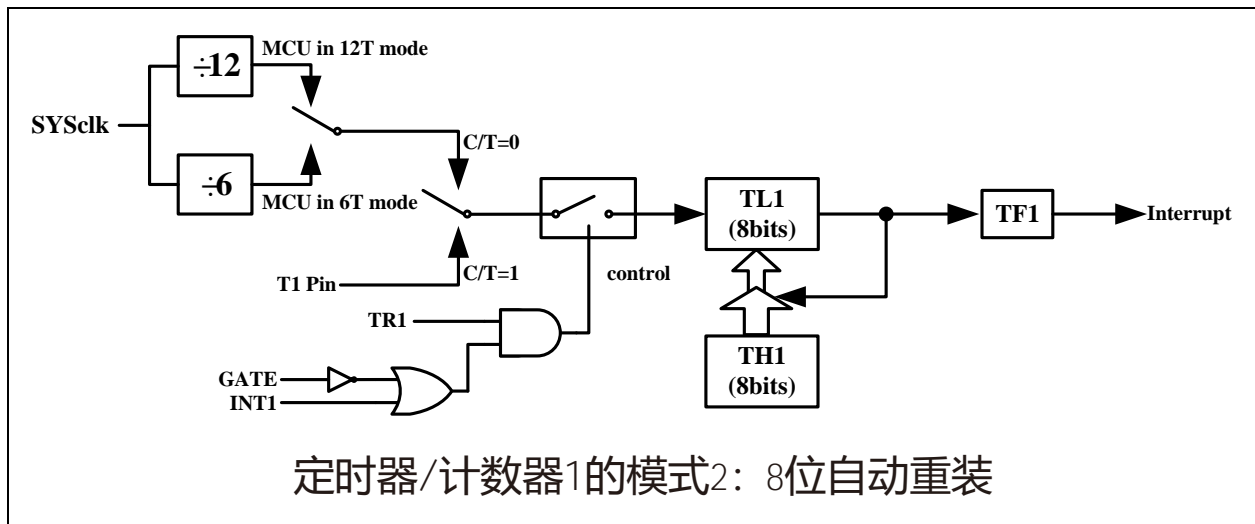 MCU in 12T mode
÷12
SYSclk
C/T=0
÷6
MCU in 6T mode
TL1
(8bits)
TF1
Interrupt
T1 Pin
C/T=1
control
TR1
TH1
(8bits)
GATE
INT1
定时器/计数器1的模式2：8位自动重装